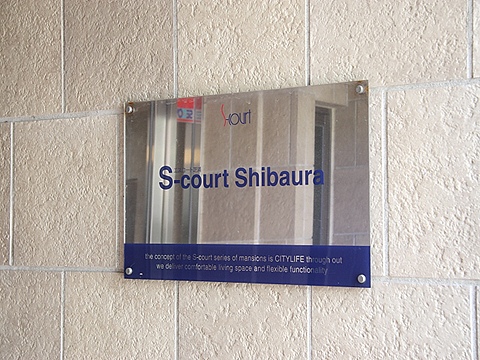 S-court
S-court Shibaura
the concept of the S-court series of mansions is CITYLIFE through out
we deliver comfortable living space and flexible functionality